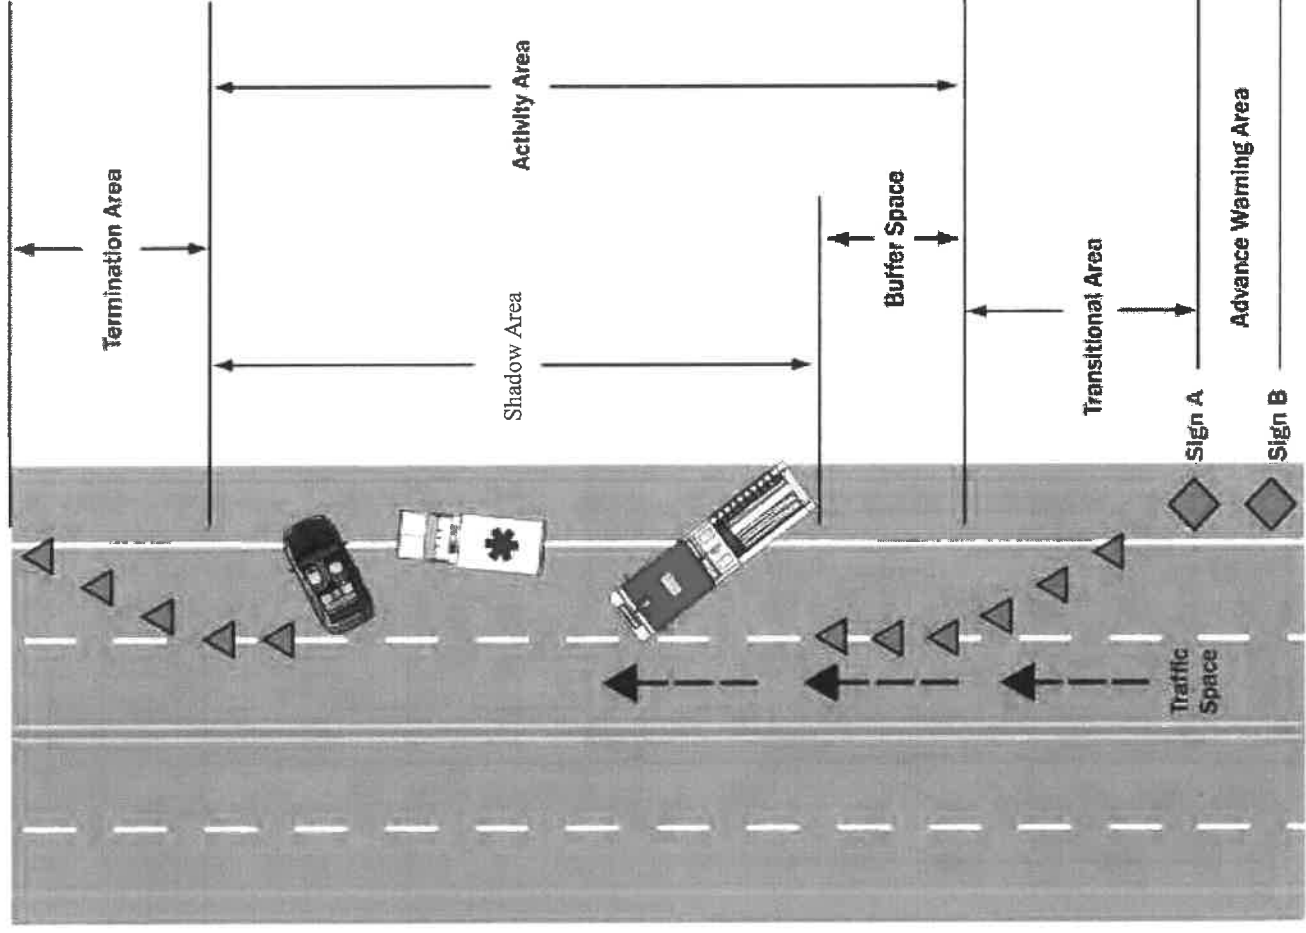 Termination Area
Activity Area
Shadow Area
Buffer Space
Transitional Area
Advance Warning Area
Sign A
Sign B
Traffic
Space